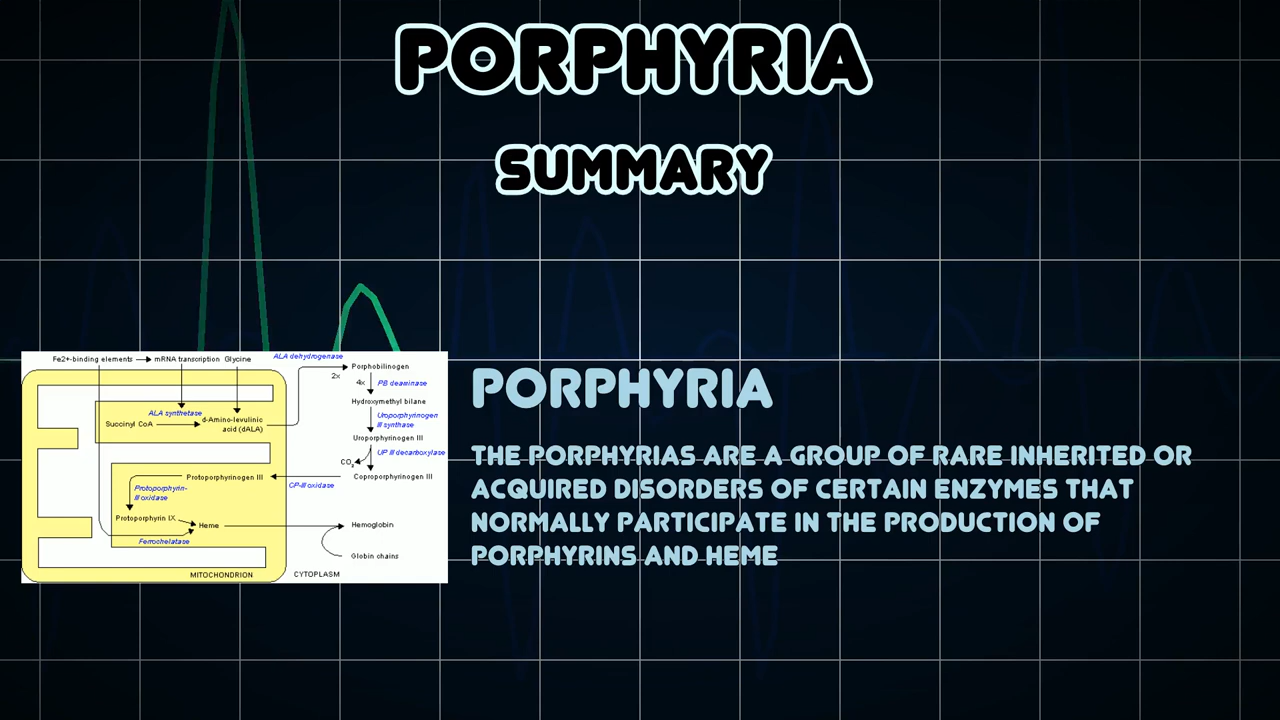 PORPHYRIA
SUMMARY
Fe2+-binding elements mRNA transcription Glycine
ALA dehydrogenase
Porphobilinogen
2x
4x
PB deaminase
Hydroxymethyl bilane
ALA synthetase
Succinyl CoA
d-Amino-levulinic
acid (dALA)
Uroporphyrinogen
III synthase
Uroporphyrinogen III
UP III decarboxylase
CO2
Protoporphyrinogen III
CP-III oxidase
Coproporphyrinogen III
Protoporphyrin-
III oxidase
Protoporphyrin IX
Heme
Hemoglobin
Ferrochelatase
Globin chains
MITOCHONDRION
CYTOPLASM
PORPHYRIA
THE PORPHYRIAS ARE A GROUP OF RARE INHERITED OR
ACQUIRED DISORDERS OF CERTAIN ENZYMES THAT
NORMALLY PARTICIPATE IN THE PRODUCTION OF
PORPHYRINS AND HEME